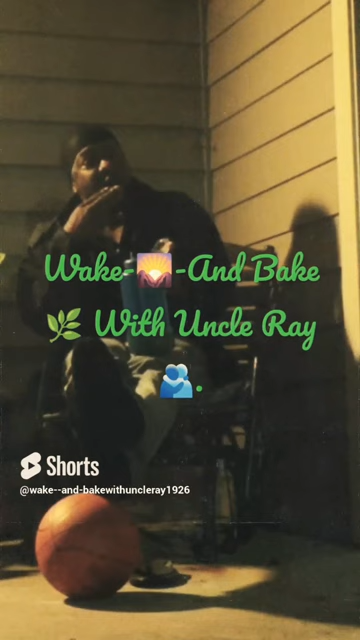 Wake-🌄-And Bake
🌿 With Uncle Ray
🫂.
Shorts
@wake--and-bakewithuncleray1926